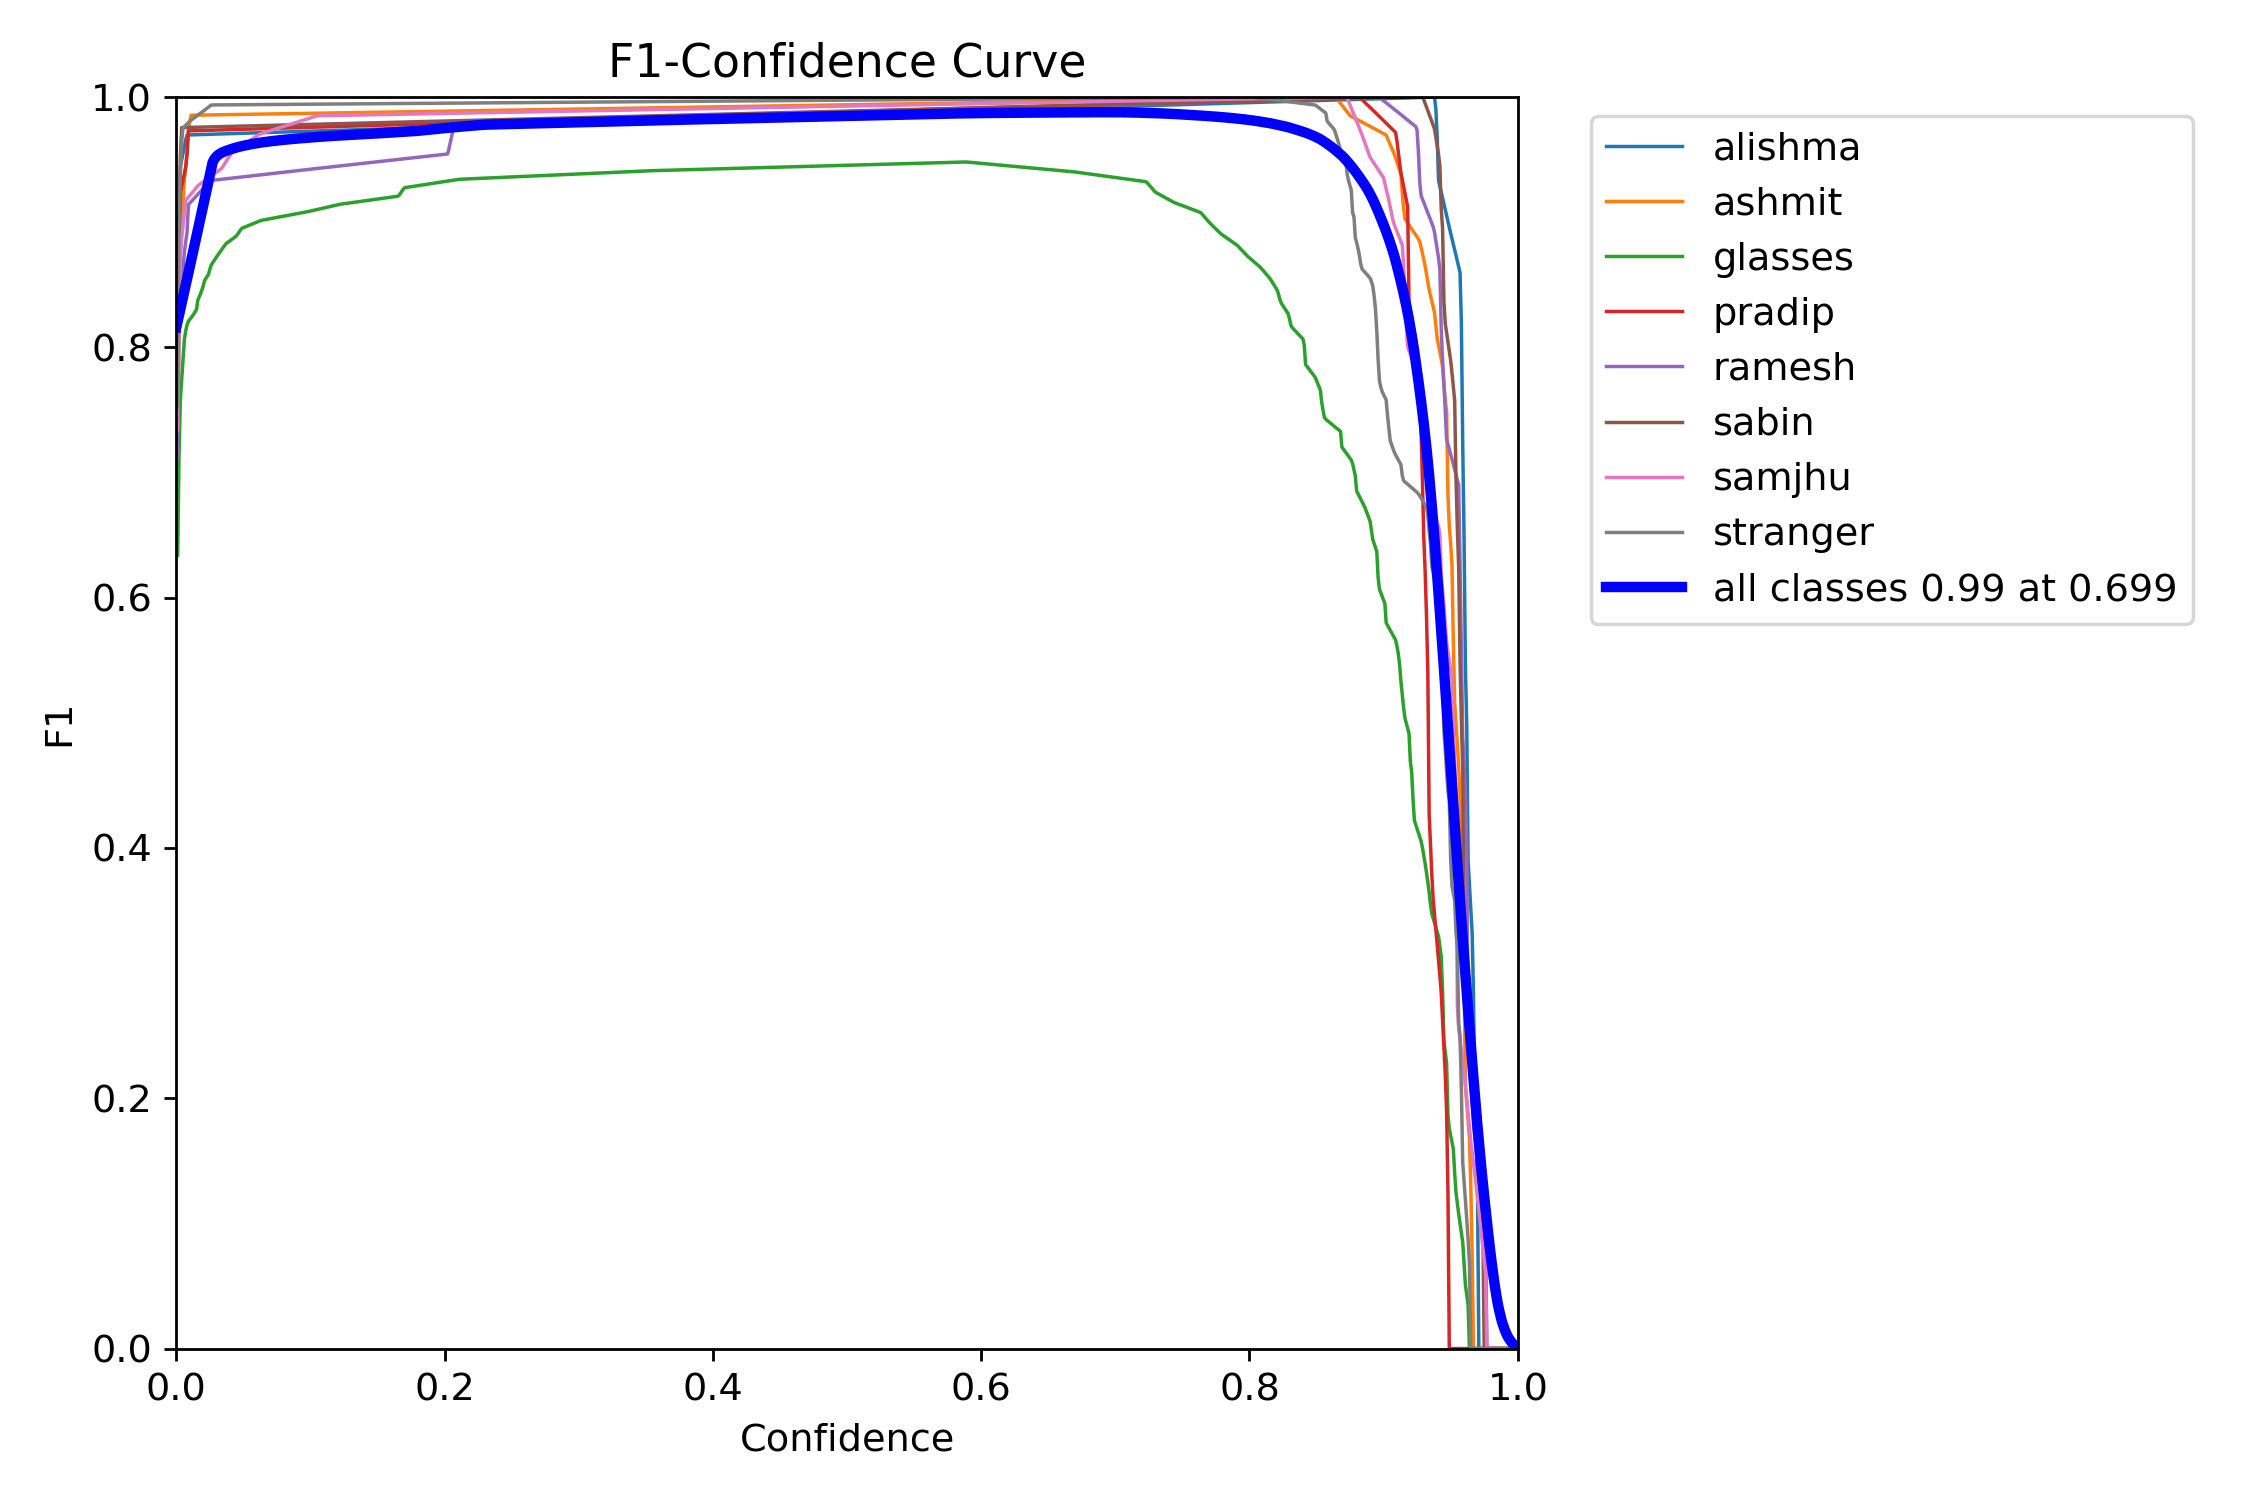 F1-Confidence Curve
1.0
0.8
0.6
0.4
0.2
0.0
F1
0.0 0.2 0.4 0.6 0.8 1.0
Confidence
alishma
ashmit
glasses
pradip
ramesh
sabin
samjhu
stranger
all classes 0.99 at 0.699